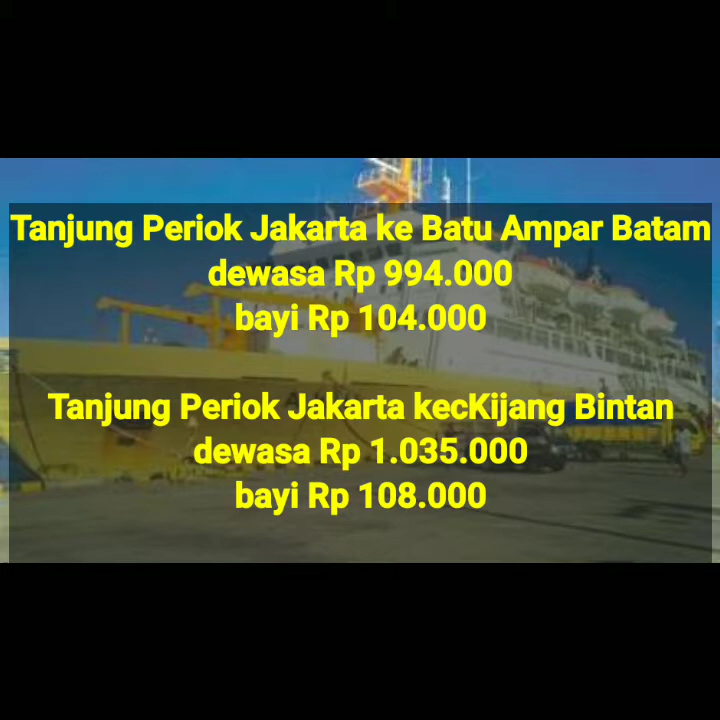 Tanjung Periok Jakarta ke Batu Ampar Batam
dewasa Rp 994.000
bayi Rp 104.000
Tanjung Periok Jakarta kecKijang Bintan
dewasa Rp 1.035.000
bayi Rp 108.000